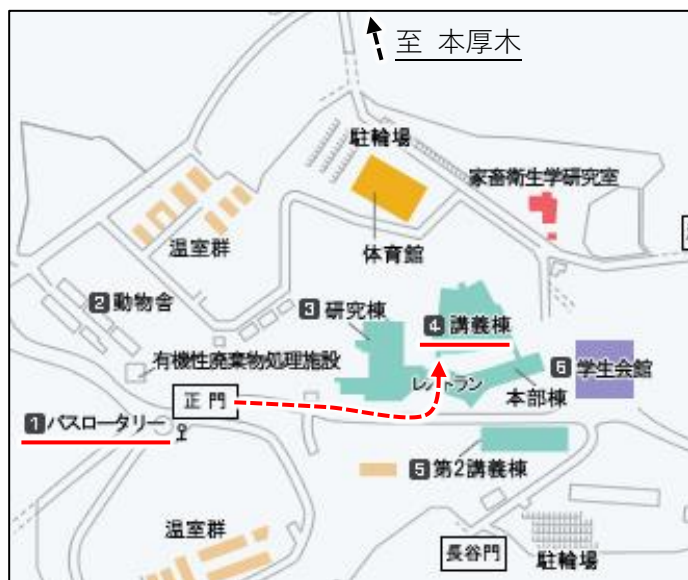 至 本厚木
駐輪場
家畜衛生学研究室
温室群
体育館
2 動物舎
3 研究棟
4 講義棟
有機性廃棄物処理施設
レストラン
6 学生会館
正門
本部棟
1 バスロータリー
5 第2講義棟
温室群
長谷門
駐輪場